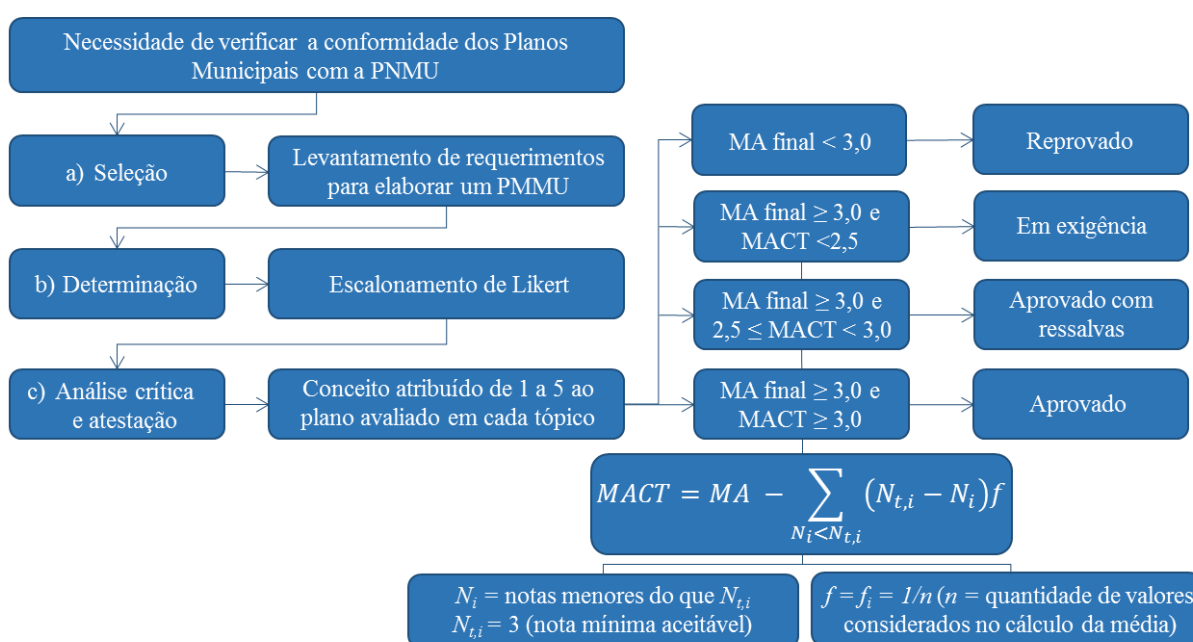 Necessidade de verificar a conformidade dos Planos
Municipais com a PNMU
a) Seleção
Levantamento de requerimentos
para elaborar um PMMU
b) Determinação
Escalonamento de Likert
c) Análise crítica
e atestação
Conceito atribuído de 1 a 5 ao
plano avaliado em cada tópico
MA final < 3,0
Reprovado
MA final ≥ 3,0 e
MACT <2,5
Em exigência
MA final ≥ 3,0 e
2,5 ≤ MACT < 3,0
Aprovado com
ressalvas
MA final ≥ 3,0 e
MACT ≥ 3,0
Aprovado
MACT = MA − ∑_{N_i<N_{t,i}} (N_{t,i} − N_i) f
N_i = notas menores do que N_{t,i}
N_{t,i} = 3 (nota mínima aceitável)
f = f_i = 1/n (n = quantidade de valores
considerados no cálculo da média)